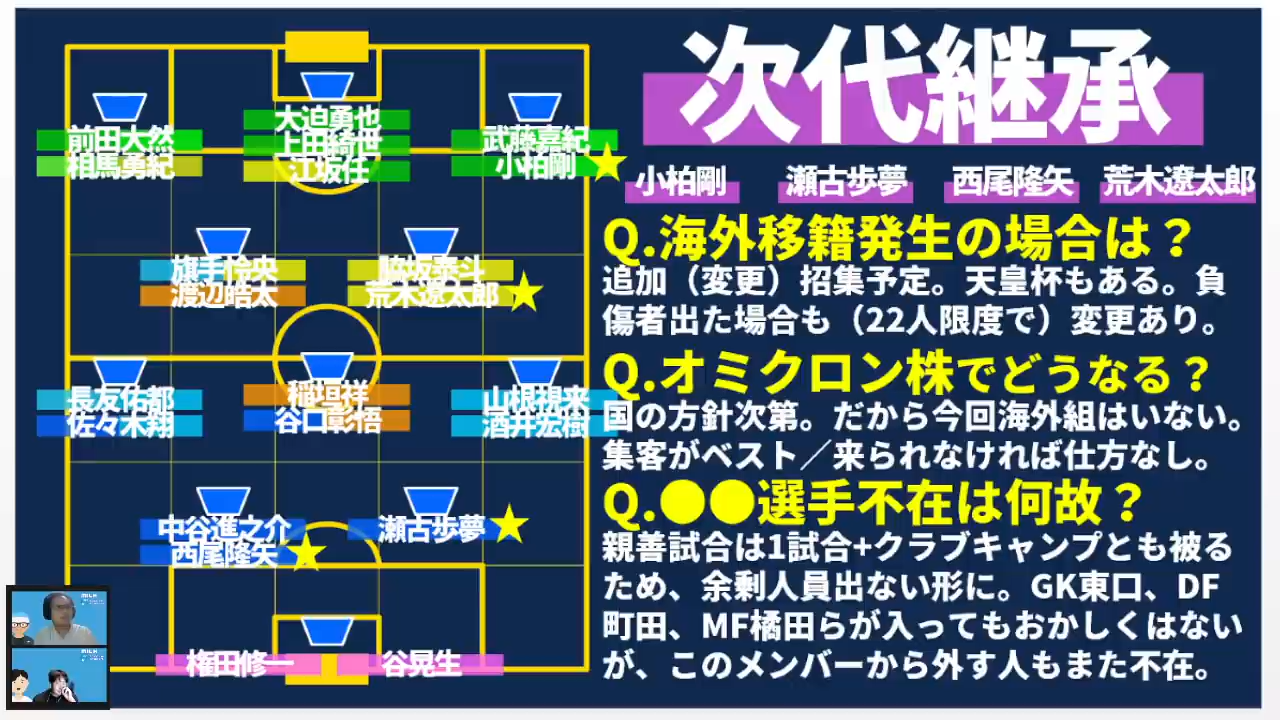 次代継承
小柏剛 瀬古歩夢 西尾隆矢 荒木遼太郎
Q.海外移籍発生の場合は？
追加（変更）招集予定。天皇杯もある。負
傷者出た場合も（22人限度で）変更あり。
Q.オミクロン株でどうなる？
国の方針次第。だから今回海外組はいない。
集客がベスト／来られなければ仕方なし。
Q.●●選手不在は何故？
親善試合は1試合+クラブキャンプとも被る
ため、余剰人員出ない形に。GK東口、DF
町田、MF橘田らが入ってもおかしくはない
が、このメンバーから外す人もまた不在。
前田大然
相馬勇紀
大迫勇也
上田綺世
江坂任
武藤嘉紀
小柏剛
旗手怜央
渡辺皓太
脇坂泰斗
荒木遼太郎
長友佑都
佐々木翔
稲垣祥
谷口彰悟
山根視来
酒井宏樹
中谷進之介
西尾隆矢
瀬古歩夢
権田修一
谷晃生